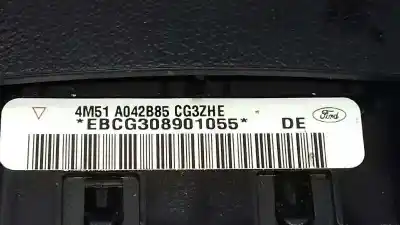 4M51 A042B85 CG3ZHE
*EBCG308901055* DE
Ford